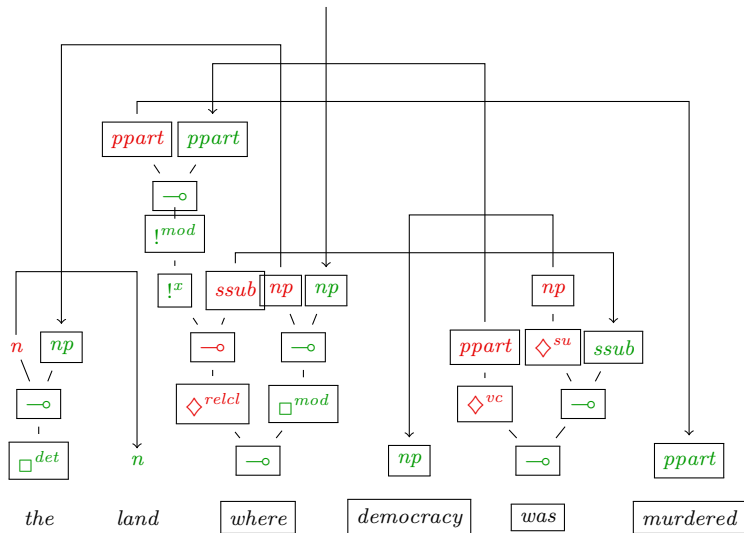 ppart ppart
⊸
!mod
!x ssub np np np
n np ⊸ ⊸ ppart ◇su ssub
⊸ ◇relcl □mod ◇vc ⊸
□det n ⊸ np ⊸ ppart
the land where democracy was murdered